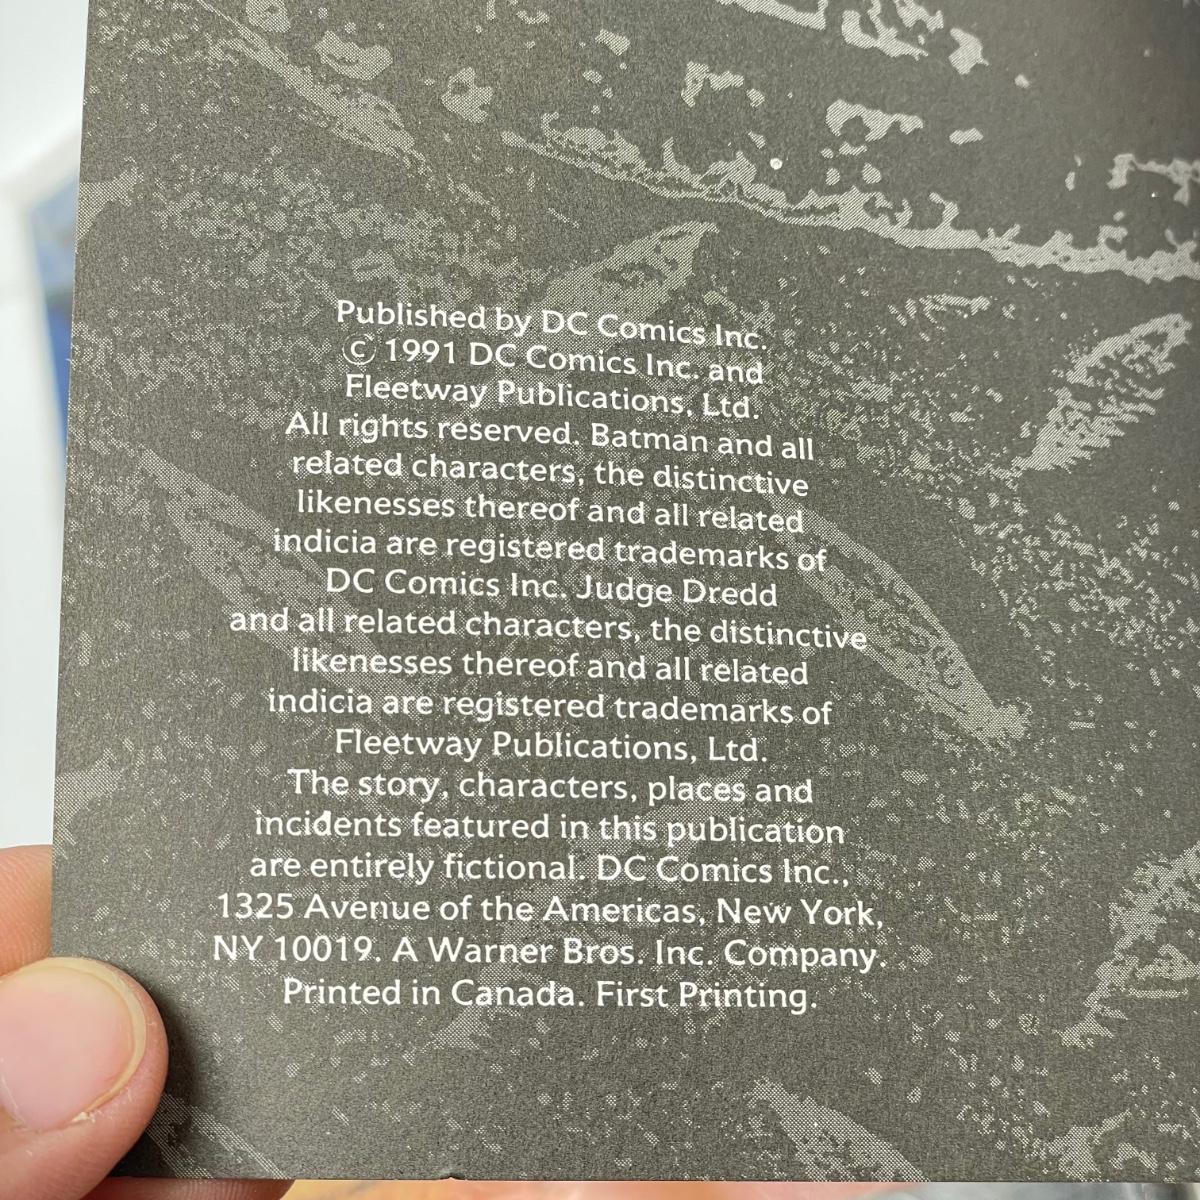 Published by DC Comics Inc.
© 1991 DC Comics Inc. and
Fleetway Publications, Ltd.
All rights reserved. Batman and all
related characters, the distinctive
likenesses thereof and all related
indicia are registered trademarks of
DC Comics Inc. Judge Dredd
and all related characters, the distinctive
likenesses thereof and all related
indicia are registered trademarks of
Fleetway Publications, Ltd.
The story, characters, places and
incidents featured in this publication
are entirely fictional. DC Comics Inc.,
1325 Avenue of the Americas, New York,
NY 10019. A Warner Bros. Inc. Company.
Printed in Canada. First Printing.